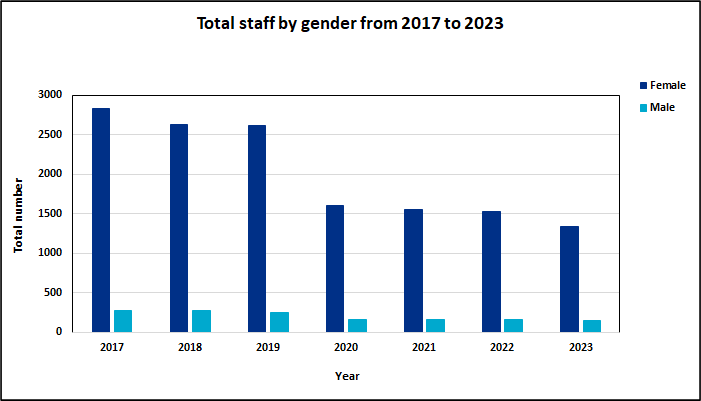 Total staff by gender from 2017 to 2023
Female
Male
3000
2500
2000
1500
1000
500
0
Total number
2017 2018 2019 2020 2021 2022 2023
Year